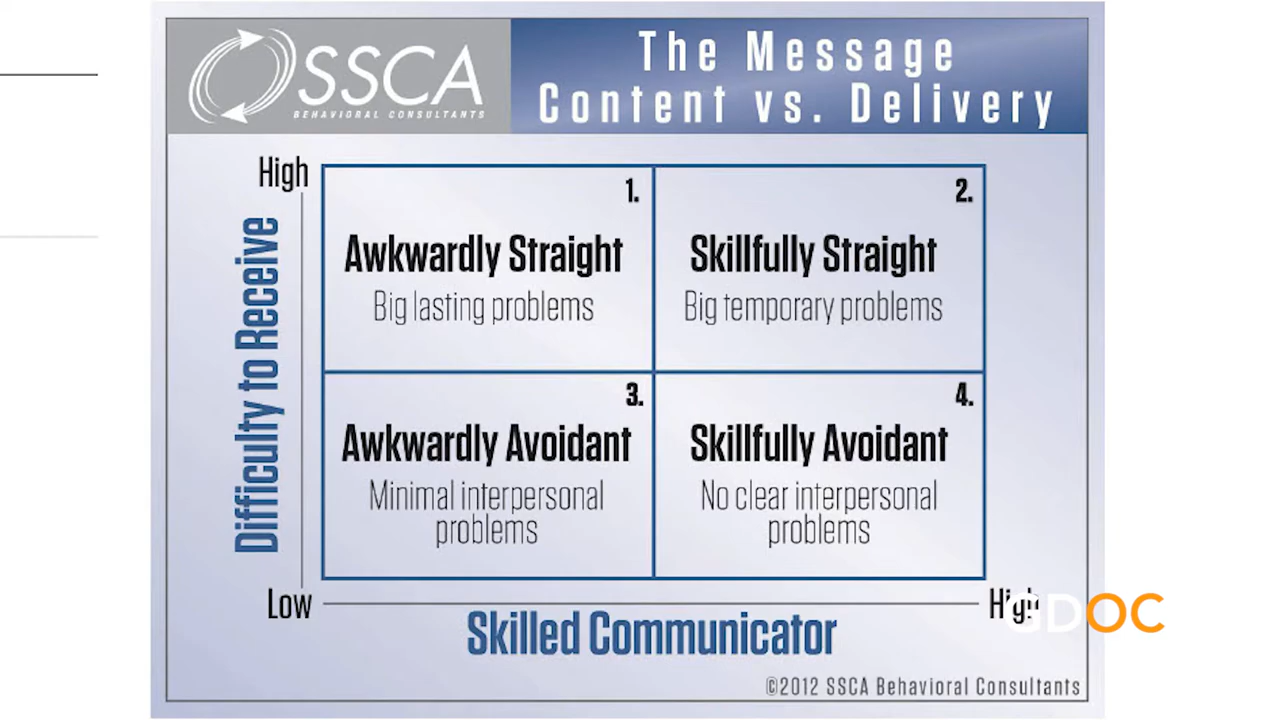 SSCA
BEHAVIORAL CONSULTANTS
The Message
Content vs. Delivery
High
Difficulty to Receive
Low
1.
Awkwardly Straight
Big lasting problems
2.
Skillfully Straight
Big temporary problems
3.
Awkwardly Avoidant
Minimal interpersonal
problems
4.
Skillfully Avoidant
No clear interpersonal
problems
High
Skilled Communicator
GDOC
©2012 SSCA Behavioral Consultants